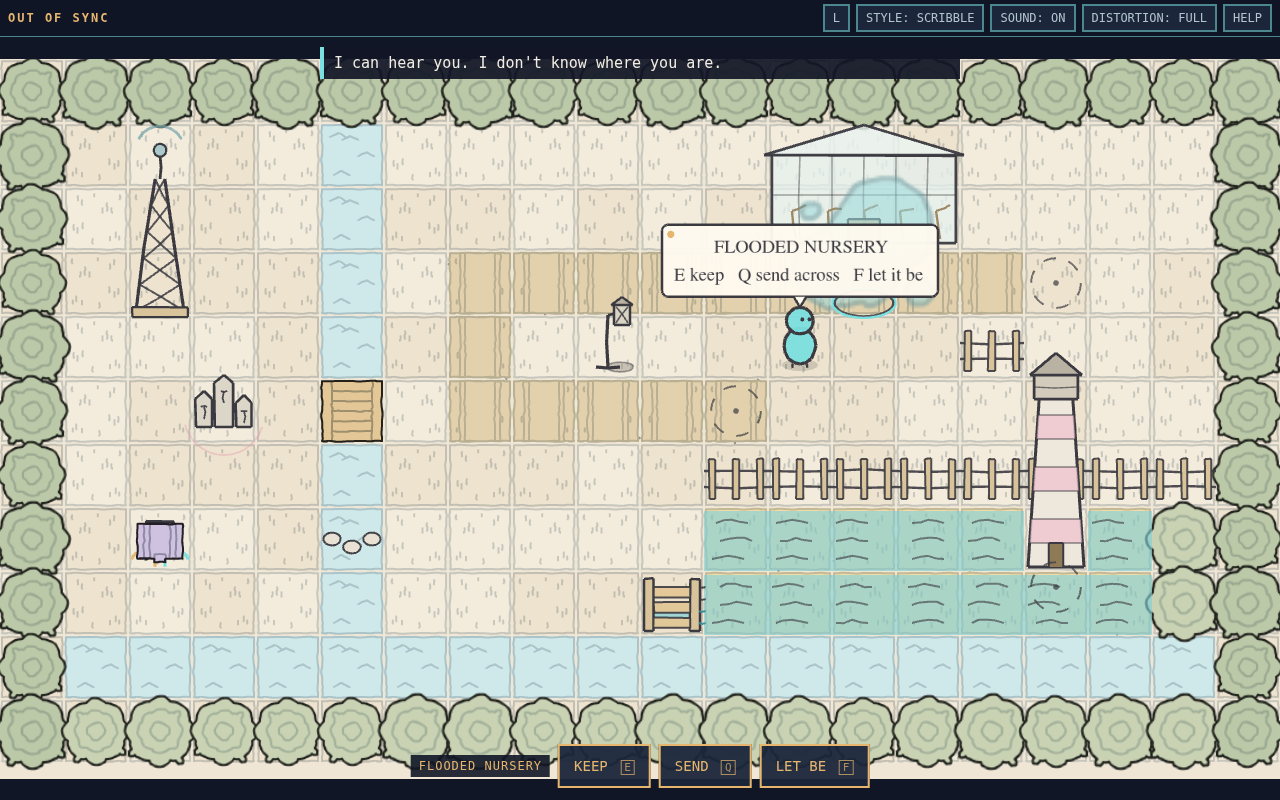 OUT OF SYNC
L
STYLE: SCRIBBLE
SOUND: ON
DISTORTION: FULL
HELP
I can hear you. I don't know where you are.
FLOODED NURSERY
E keep Q send across F let it be
FLOODED NURSERY
KEEP E
SEND Q
LET BE F